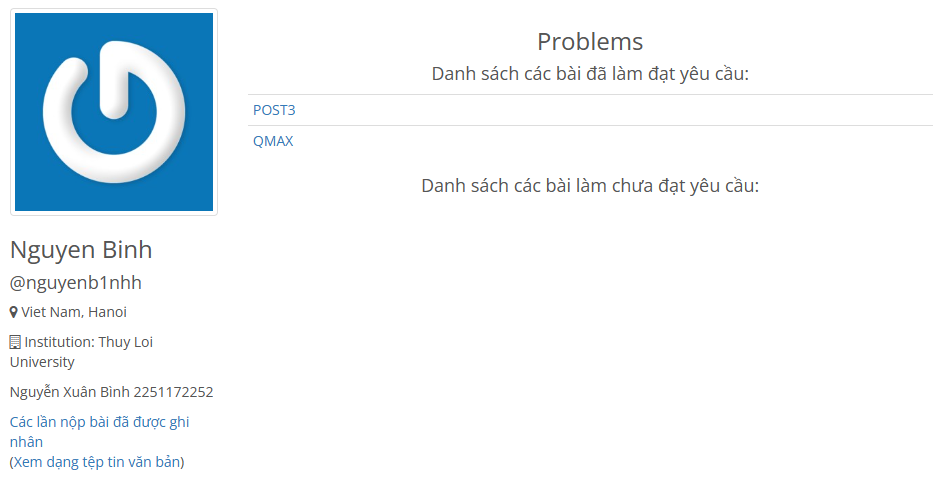 Problems
Danh sách các bài đã làm đạt yêu cầu:
POST3
QMAX
Danh sách các bài làm chưa đạt yêu cầu:
Nguyen Binh
@nguyenb1nhh
Viet Nam, Hanoi
Institution: Thuy Loi
University
Nguyễn Xuân Bình 2251172252
Các lần nộp bài đã được ghi
nhân
(Xem dạng tệp tin văn bản)